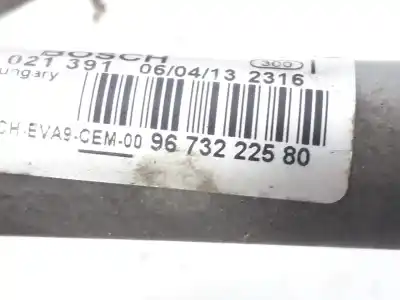 BOSCH
021 391 06/04/13 2316 300
ungary
CH-EVA9-CEM-00 96 732 225 80